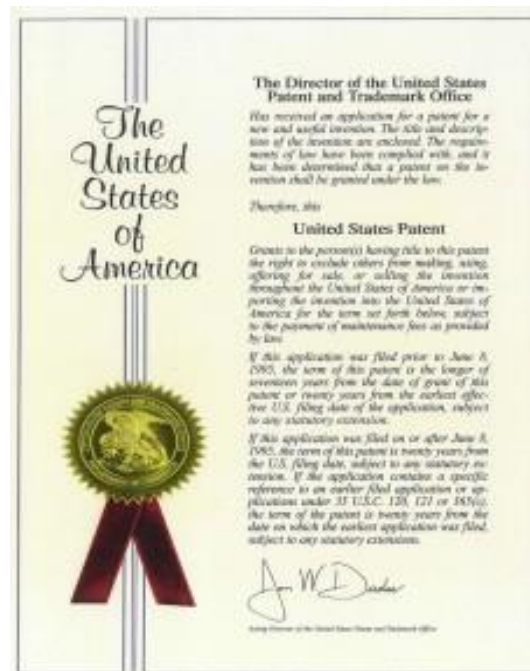 The
United
States
of
America
The Director of the United States
Patent and Trademark Office
Has received an application for a patent for a
new and useful invention. The title and descrip-
tion of the invention are enclosed. The require-
ments of law have been complied with, and it
has been determined that a patent on the in-
vention shall be granted under the law.
Therefore, this
United States Patent
Grants to the person(s) having title to this patent
the right to exclude others from making, using,
offering for sale, or selling the invention
throughout the United States of America or im-
porting the invention into the United States of
America for the term set forth below, subject
to the payment of maintenance fees as provided
by law.
If this application was filed prior to June 8,
1995, the term of this patent is the longer of
seventeen years from the date of grant of this
patent or twenty years from the earliest effec-
tive U.S. filing date of the application, subject
to any statutory extension.
If this application was filed on or after June 8,
1995, the term of this patent is twenty years from
the U.S. filing date, subject to any statutory ex-
tension. If the application contains a specific
reference to an earlier filed application or ap-
plications under 35 U.S.C. 120, 121 or 365(c),
the term of the patent is twenty years from the
date on which the earliest application was filed,
subject to any statutory extensions.
Jon W. Dudas
Acting Director of the United States Patent and Trademark Office